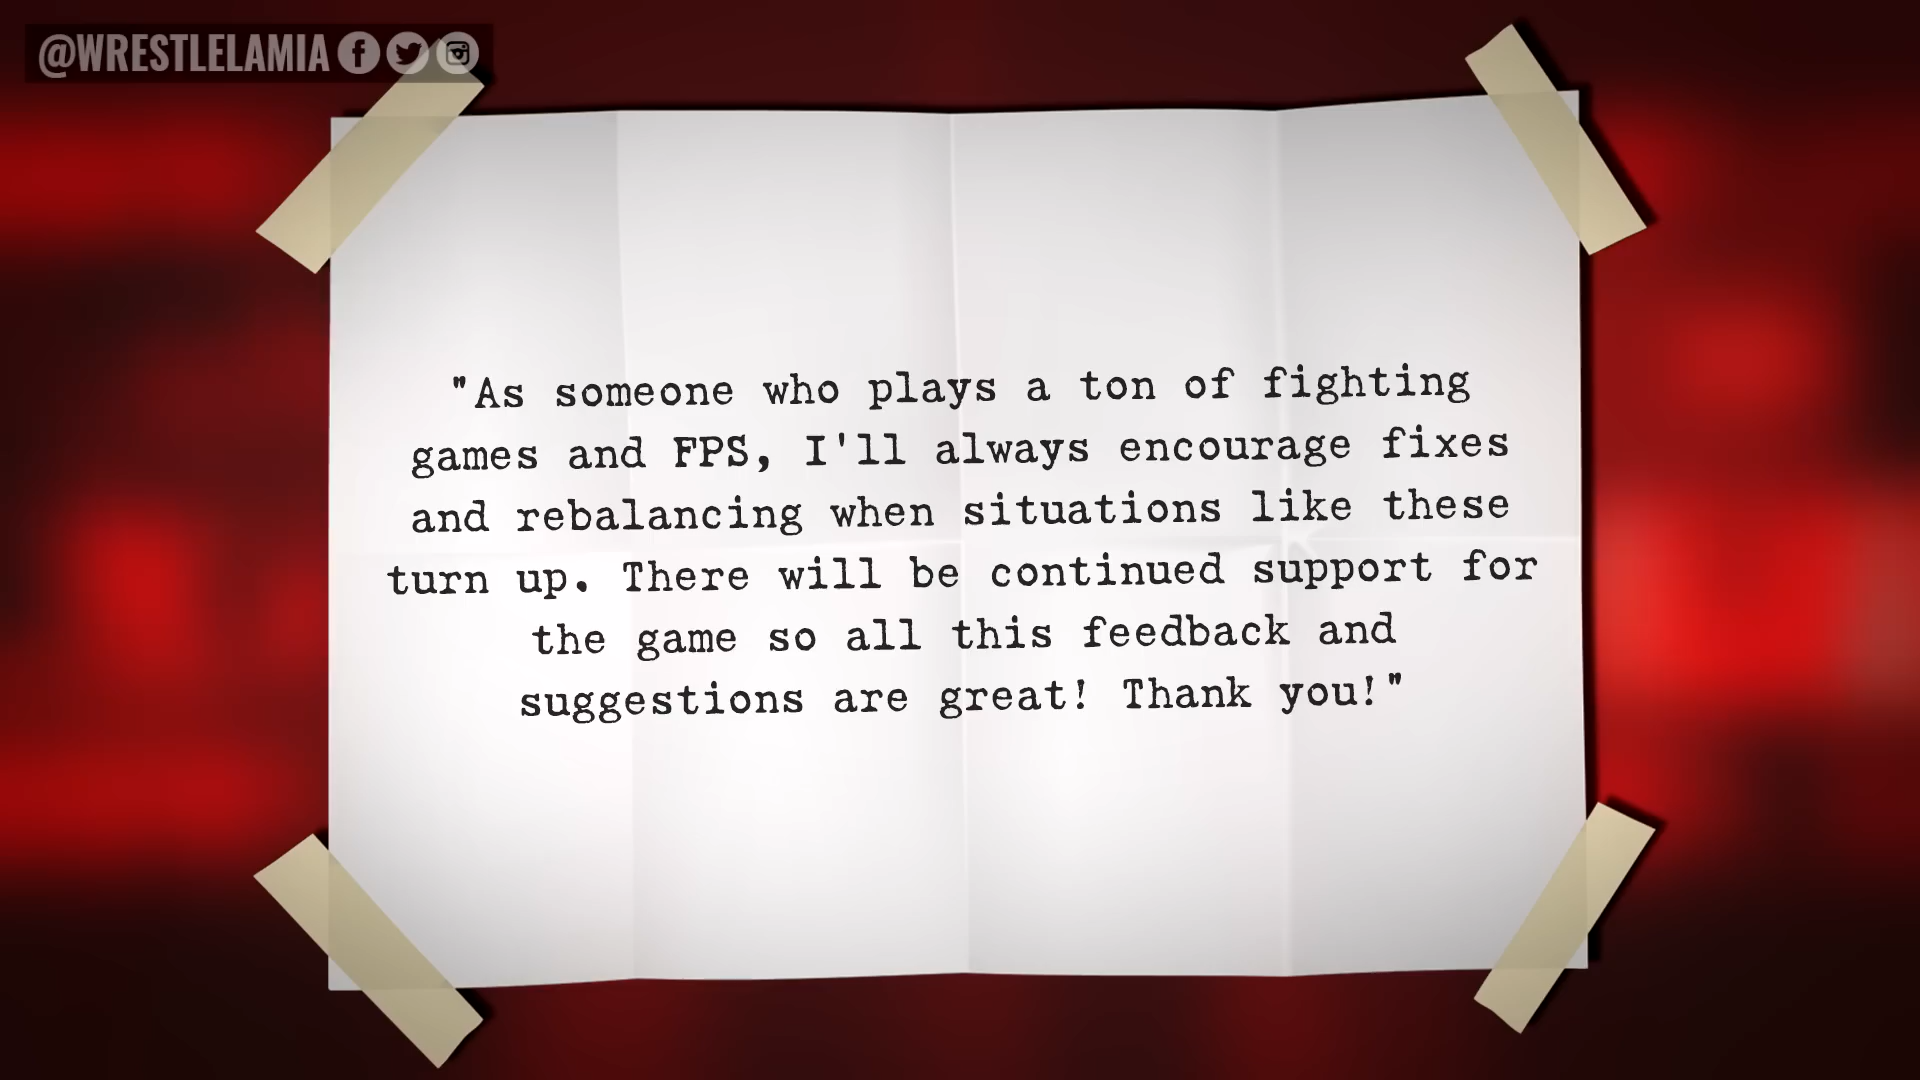 @WRESTLELAMIA
"As someone who plays a ton of fighting
games and FPS, I'll always encourage fixes
and rebalancing when situations like these
turn up. There will be continued support for
the game so all this feedback and
suggestions are great! Thank you!"